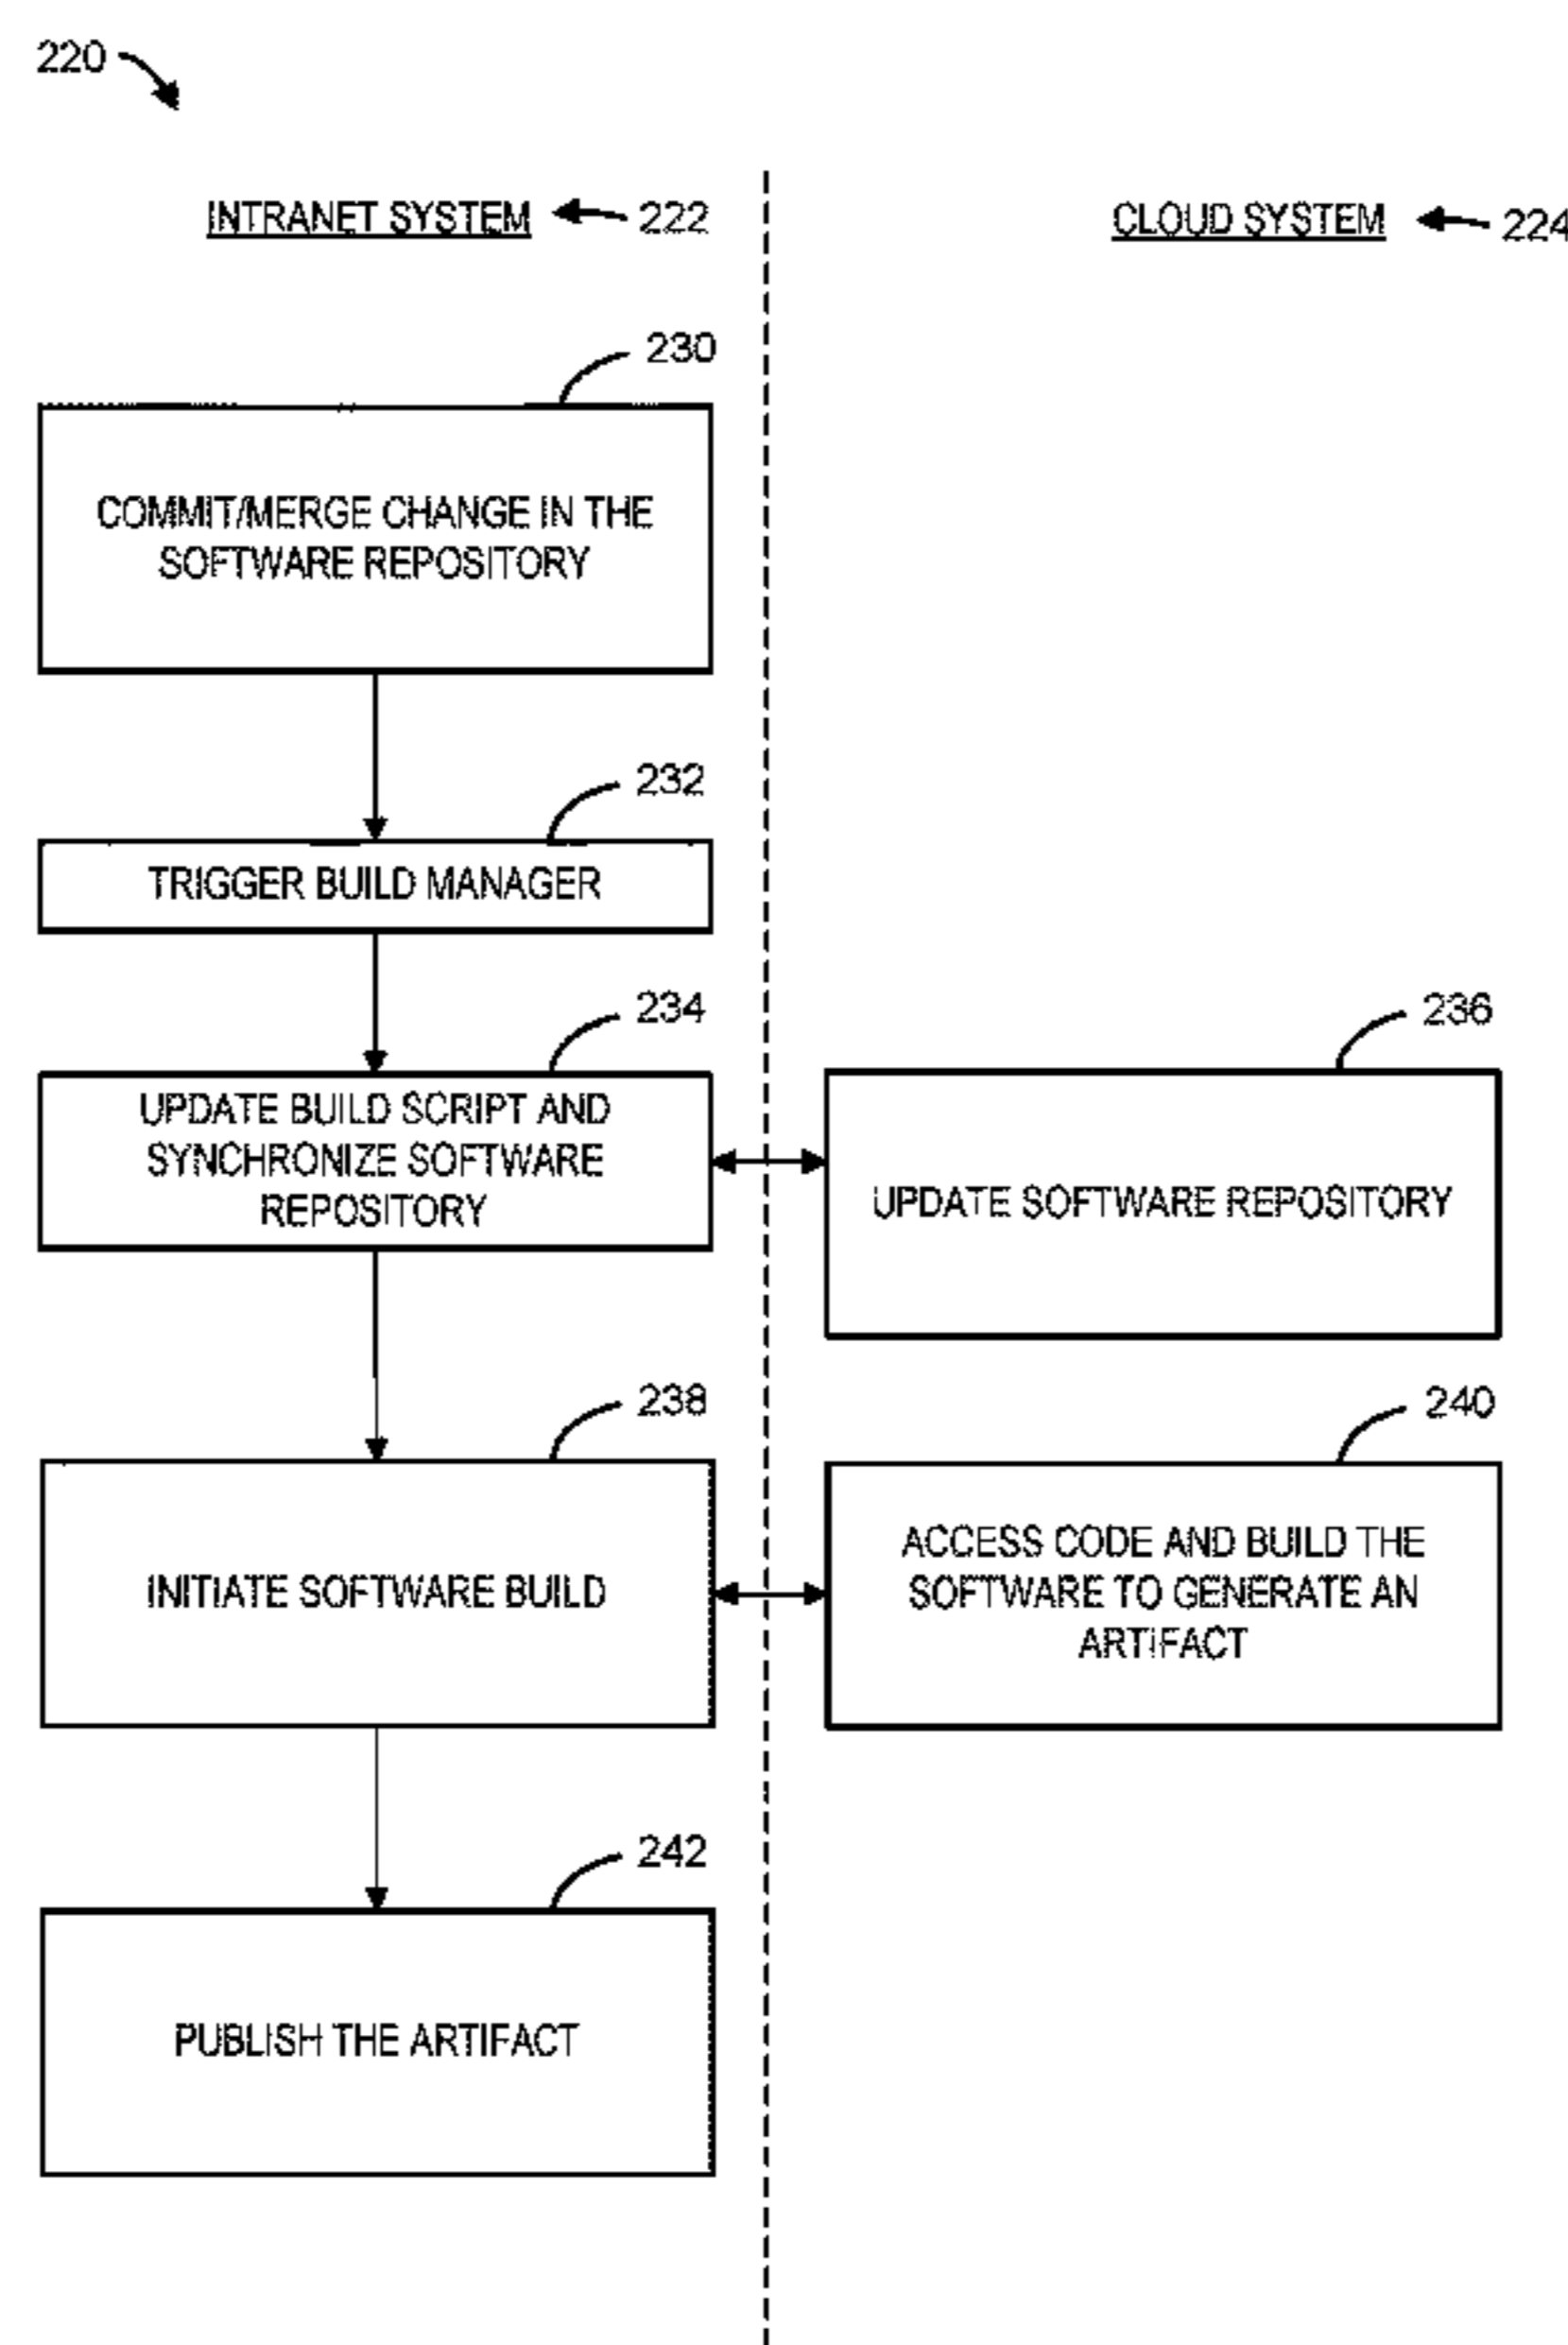 220
INTRANET SYSTEM 222
CLOUD SYSTEM 224
230
COMMIT/MERGE CHANGE IN THE
SOFTWARE REPOSITORY
232
TRIGGER BUILD MANAGER
234
UPDATE BUILD SCRIPT AND
SYNCHRONIZE SOFTWARE
REPOSITORY
236
UPDATE SOFTWARE REPOSITORY
238
INITIATE SOFTWARE BUILD
240
ACCESS CODE AND BUILD THE
SOFTWARE TO GENERATE AN
ARTIFACT
242
PUBLISH THE ARTIFACT